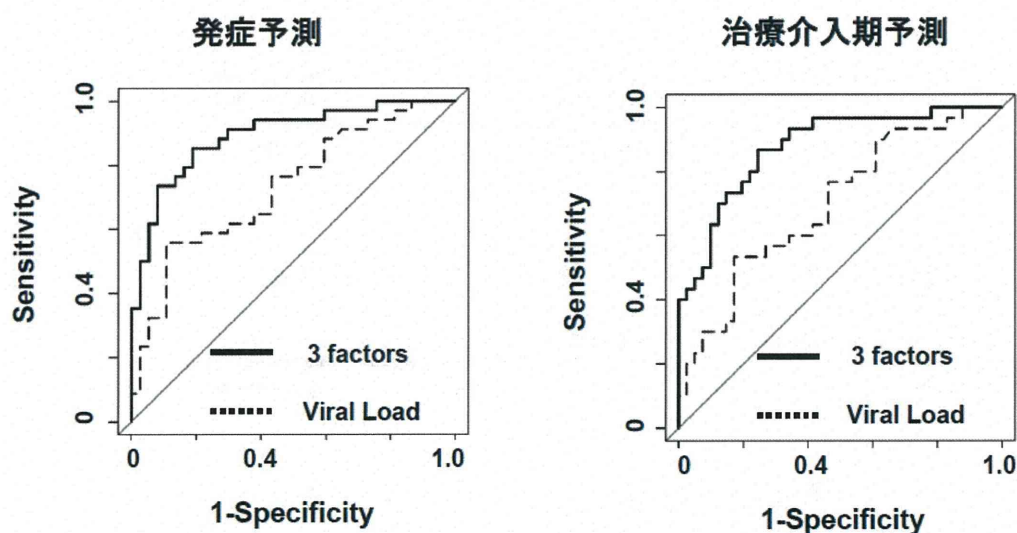 発症予測
Sensitivity
1.0
0.4
0
3 factors
Viral Load
0
0.4
1.0
1-Specificity
治療介入期予測
Sensitivity
1.0
0.4
0
3 factors
Viral Load
0
0.4
1.0
1-Specificity